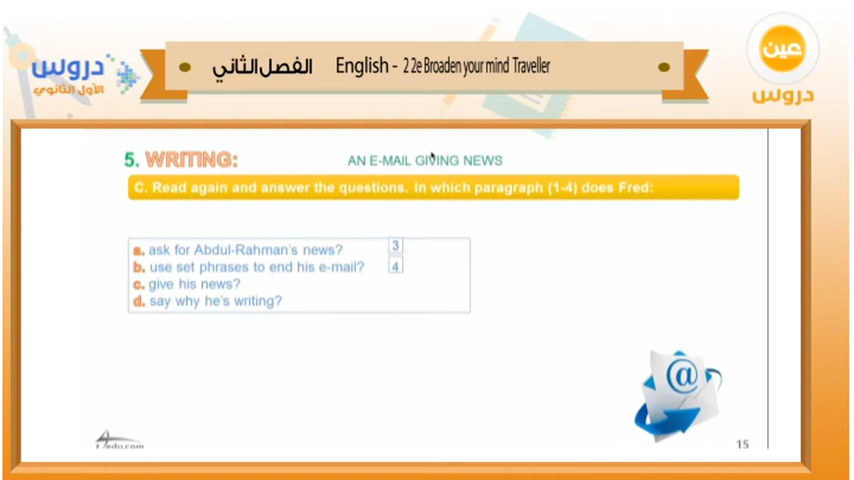 دروس
الأول الثانوي
الفصل الثاني English - 2 2e Broaden your mind Traveller
عين
دروس
5. WRITING: AN E-MAIL GIVING NEWS
C. Read again and answer the questions. In which paragraph (1-4) does Fred:
a. ask for Abdul-Rahman's news? 3
b. use set phrases to end his e-mail? 4
c. give his news?
d. say why he's writing?
@
15